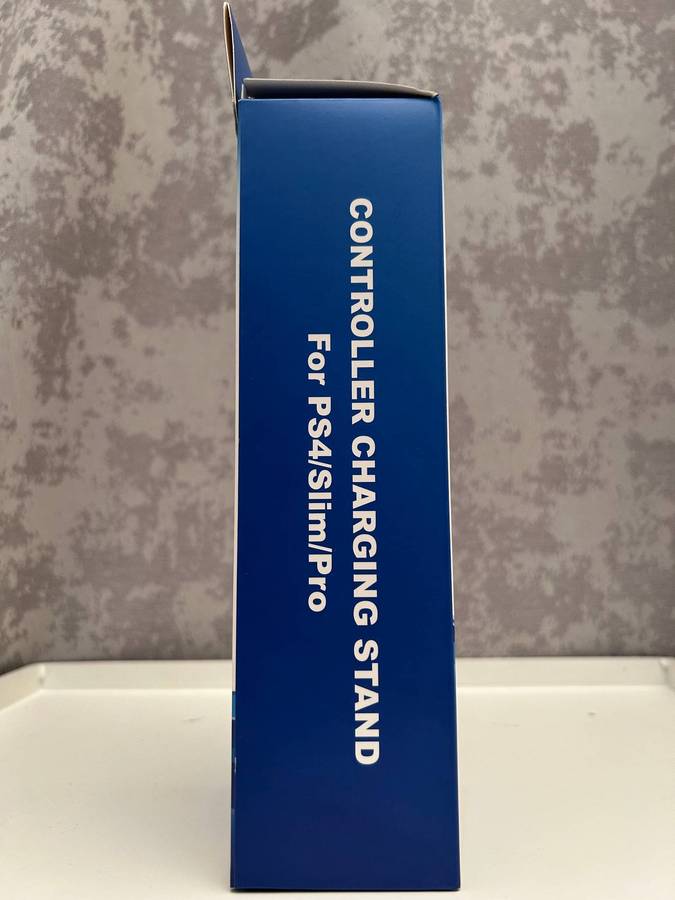 CONTROLLER CHARGING STAND
For PS4/Slim/Pro